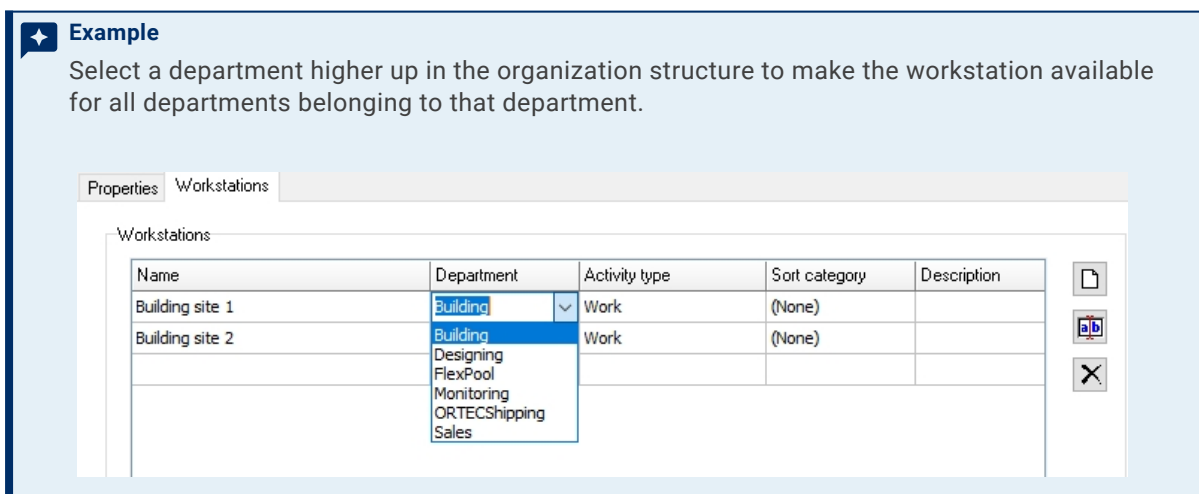 Example
Select a department higher up in the organization structure to make the workstation available
for all departments belonging to that department.
Properties Workstations
Workstations
Name Department Activity type Sort category Description
Building site 1 Building Work (None)
Building site 2 Building Work (None)
Designing
FlexPool
Monitoring
ORTECShipping
Sales
ab